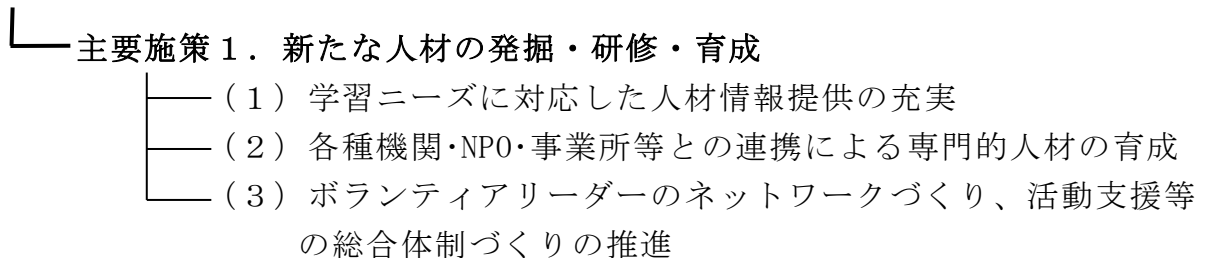 主要施策１．新たな人材の発掘・研修・育成
（１）学習ニーズに対応した人材情報提供の充実
（２）各種機関･NPO･事業所等との連携による専門的人材の育成
（３）ボランティアリーダーのネットワークづくり、活動支援等
の総合体制づくりの推進